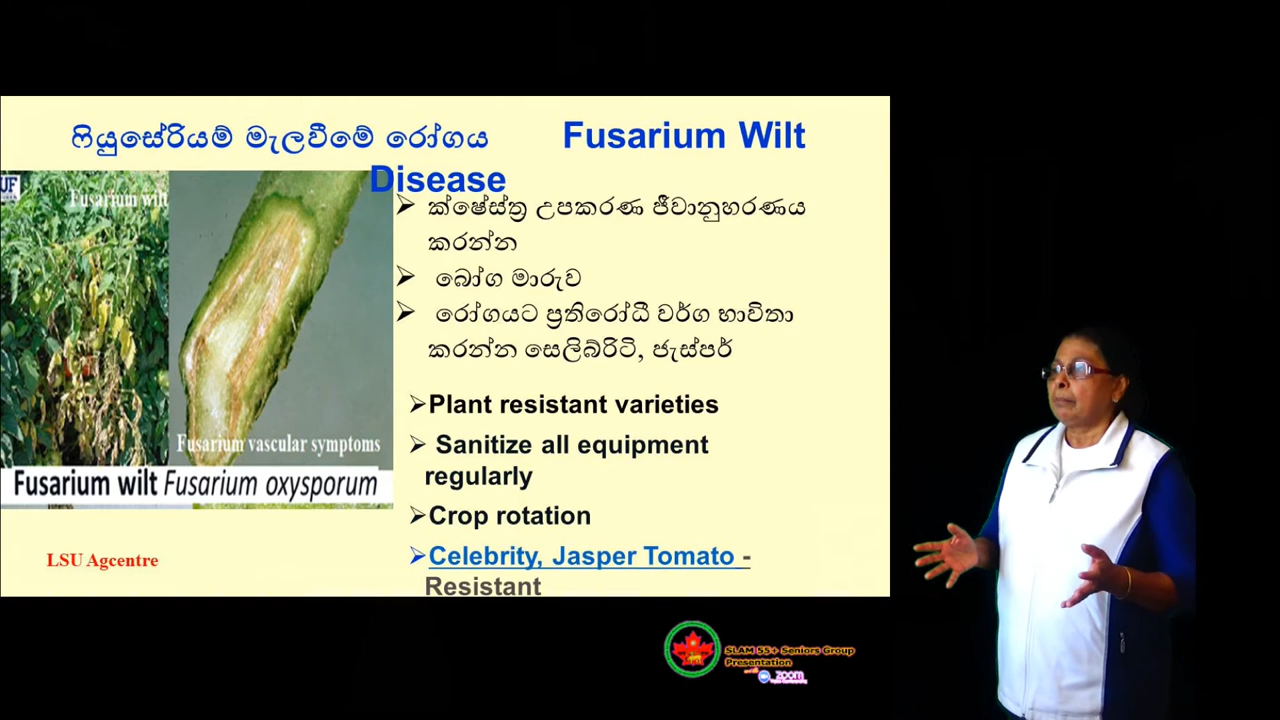 ෆියුසේරියම් මැලවීමේ රෝගය Fusarium Wilt
Disease
UF
Fusarium wilt
Fusarium vascular symptoms
Fusarium wilt Fusarium oxysporum
LSU Agcentre
➢ ක්ෂේස්ත්‍ර උපකරණ ජීවානුහරණය
කරන්න
➢ බෝග මාරුව
➢ රෝගයට ප්‍රතිරෝධී වර්ග භාවිතා
කරන්න සෙලිබ්රිටි, ජැස්පර්
➢Plant resistant varieties
➢ Sanitize all equipment
regularly
➢Crop rotation
➢Celebrity, Jasper Tomato -
Resistant
SLAM 55+ Seniors Group
Presentation
zoom